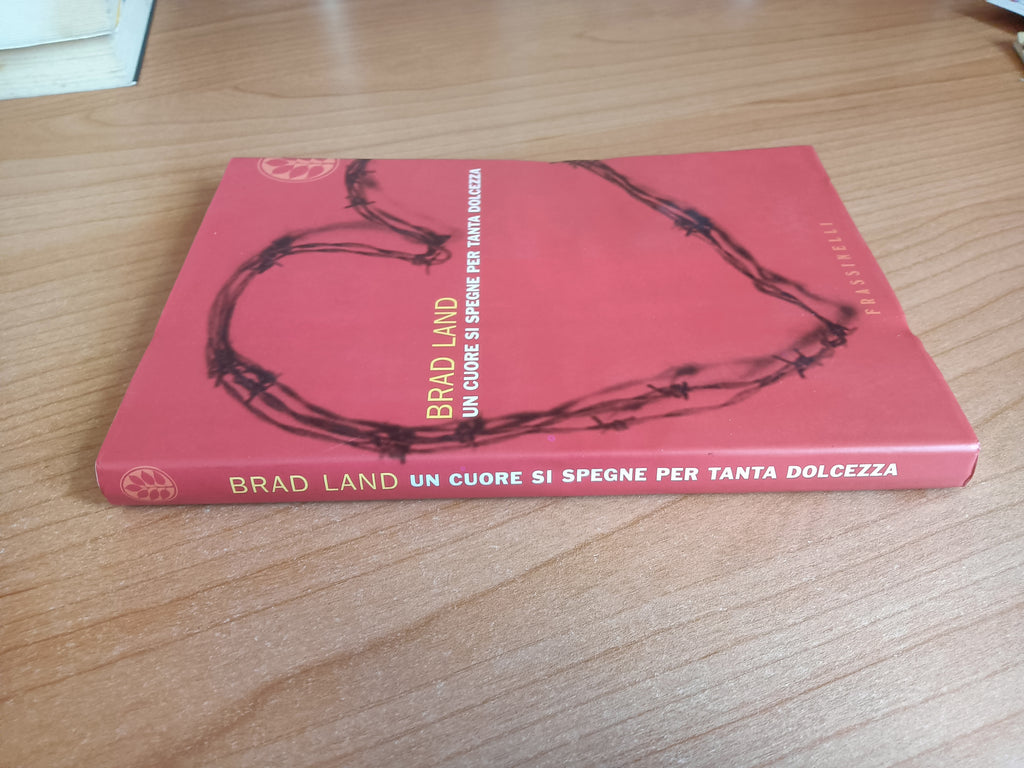 BRAD LAND
UN CUORE SI SPEGNE PER TANTA DOLCEZZA
FRASSINELLI
BRAD LAND UN CUORE SI SPEGNE PER TANTA DOLCEZZA